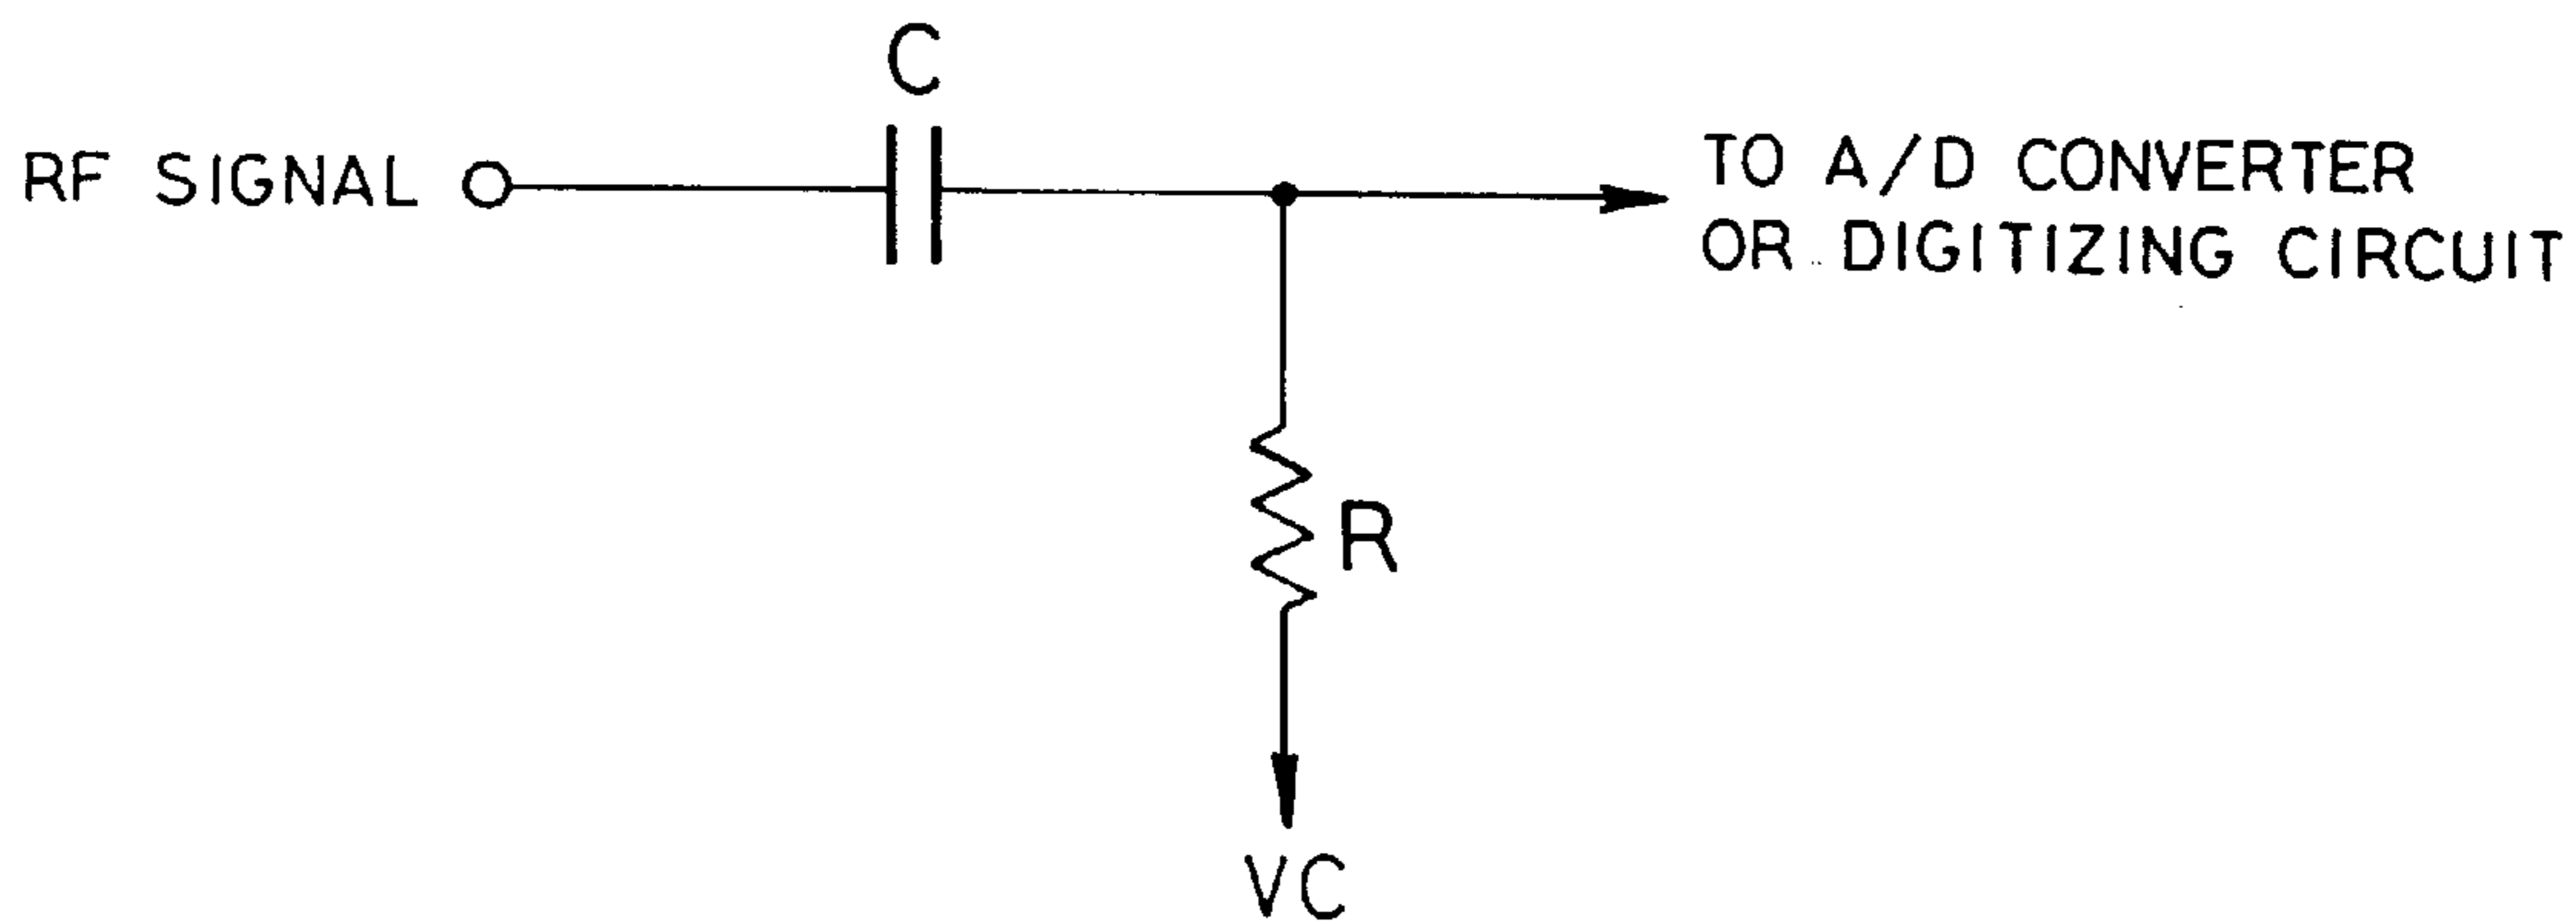 C
RF SIGNAL
TO A/D CONVERTER
OR DIGITIZING CIRCUIT
R
VC